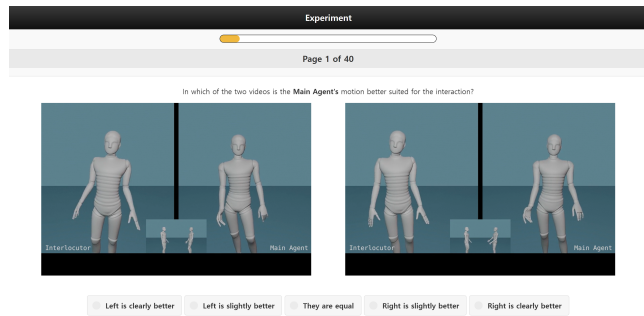 Experiment
Page 1 of 40
In which of the two videos is the Main Agent's motion better suited for the interaction?
Interlocutor Main Agent Interlocutor Main Agent
Left is clearly better Left is slightly better They are equal Right is slightly better Right is clearly better